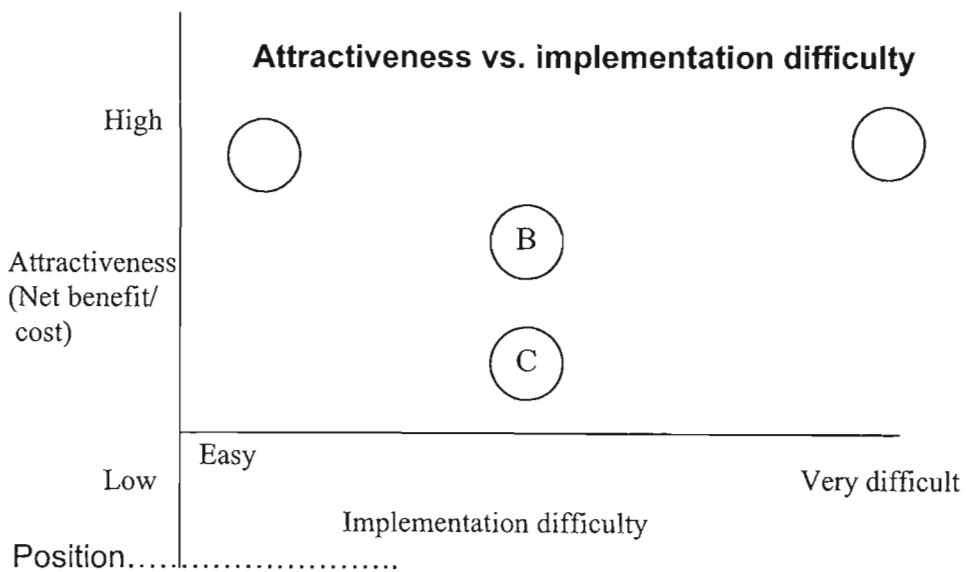 Attractiveness vs. implementation difficulty
High
B
Attractiveness
(Net benefit/
cost)
C
Easy
Low
Very difficult
Implementation difficulty
Position..........................